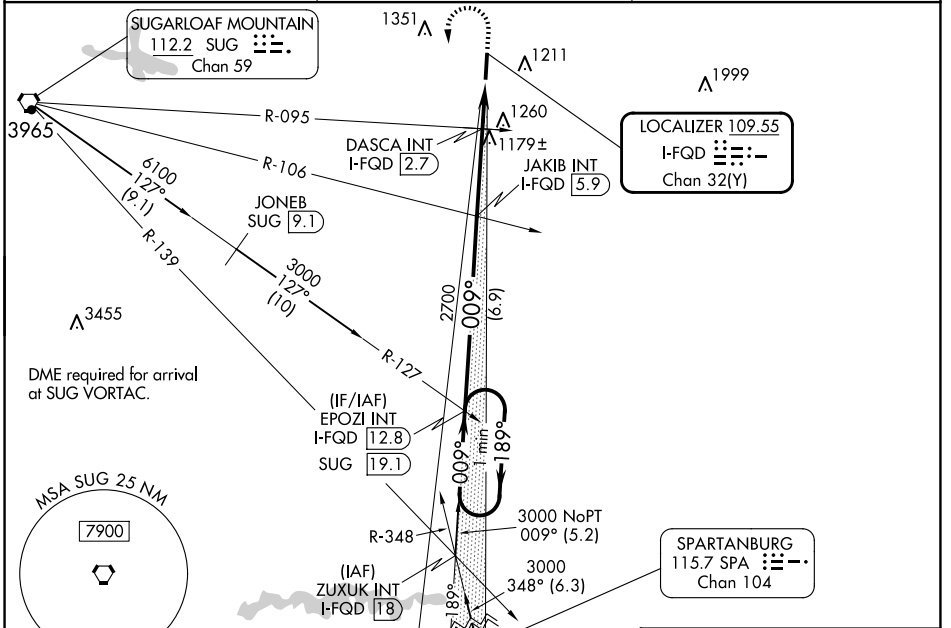 SUGARLOAF MOUNTAIN
112.2 SUG
Chan 59
3965
1351
1211
1999
1260
1179±
LOCALIZER 109.55
I-FQD
Chan 32(Y)
R-095
DASCA INT
I-FQD 2.7
R-106
JAKIB INT
I-FQD 5.9
6100
127°
(9.1)
JONEB
SUG 9.1
R-139
3000
127°
(10)
2700
009°
(6.9)
3455
R-127
DME required for arrival
at SUG VORTAC.
(IF/IAF)
EPOZI INT
I-FQD 12.8
SUG 19.1
009°
1 min
189°
MSA SUG 25 NM
7900
R-348
3000 NoPT
009° (5.2)
(IAF)
ZUXUK INT
I-FQD 18
189°
3000
348° (6.3)
SPARTANBURG
115.7 SPA
Chan 104